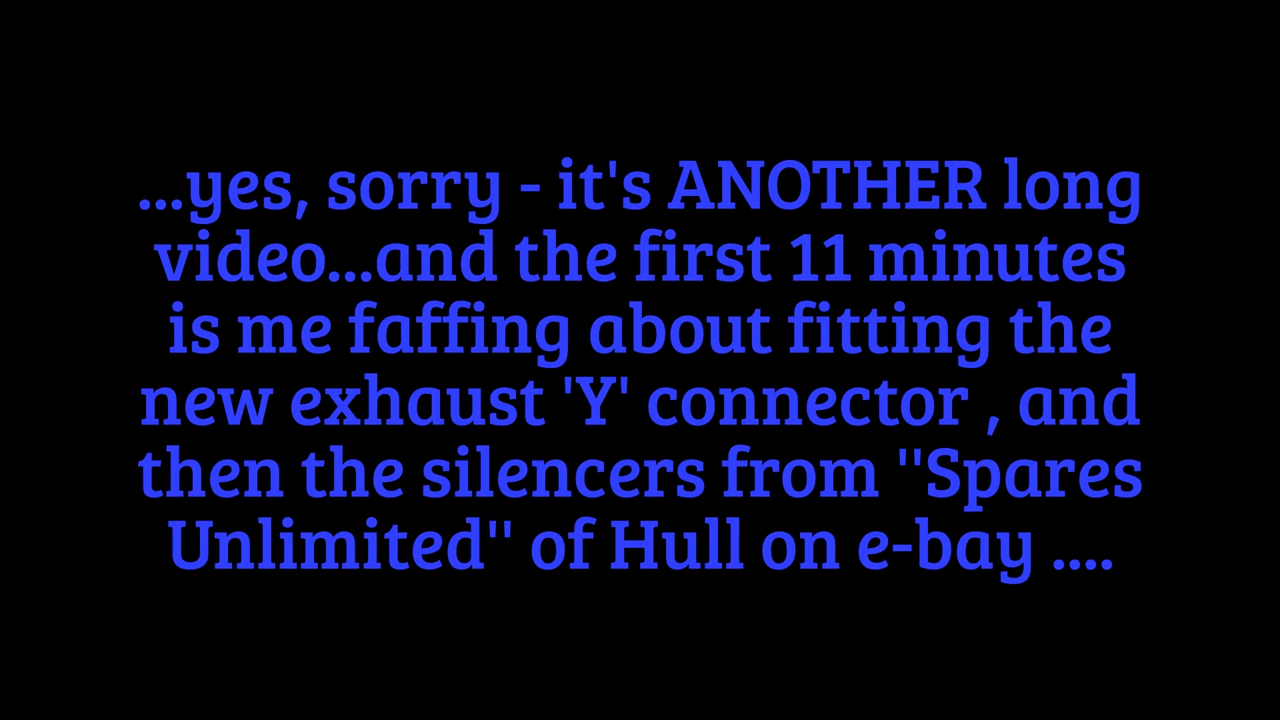 ...yes, sorry - it's ANOTHER long
video...and the first 11 minutes
is me faffing about fitting the
new exhaust 'Y' connector , and
then the silencers from ''Spares
Unlimited'' of Hull on e-bay ....